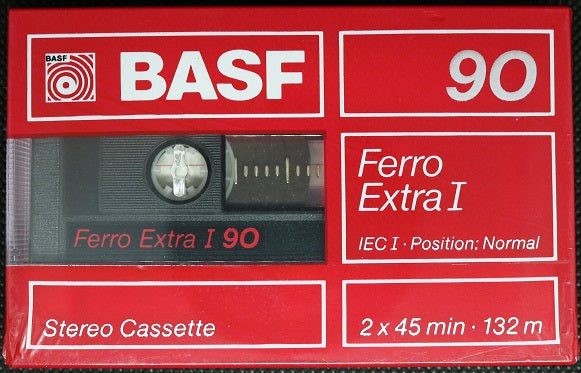 BASF
BASF
90
Ferro
Extra I
IEC I · Position: Normal
Ferro Extra I 90
Stereo Cassette
2 x 45 min · 132 m